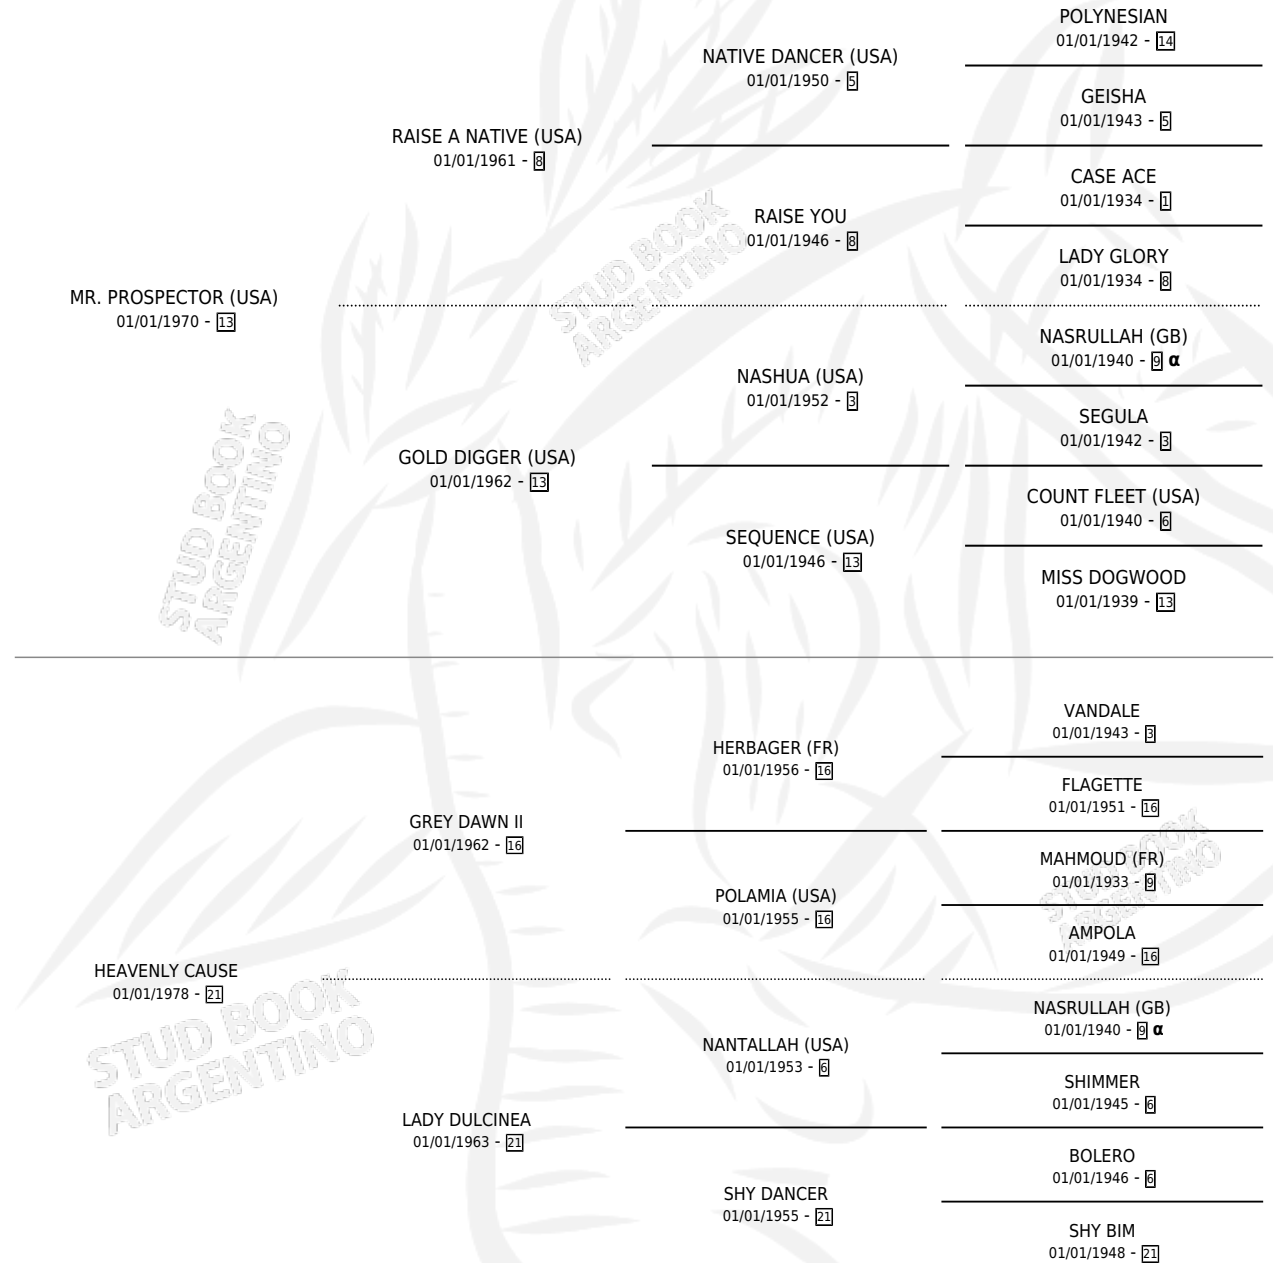 POLYNESIAN
01/01/1942 - 14
NATIVE DANCER (USA)
01/01/1950 - 5
GEISHA
01/01/1943 - 5
RAISE A NATIVE (USA)
01/01/1961 - 8
CASE ACE
01/01/1934 - 1
RAISE YOU
01/01/1946 - 8
LADY GLORY
01/01/1934 - 8
MR. PROSPECTOR (USA)
01/01/1970 - 13
NASRULLAH (GB)
01/01/1940 - 9 α
NASHUA (USA)
01/01/1952 - 3
SEGULA
01/01/1942 - 3
GOLD DIGGER (USA)
01/01/1962 - 13
COUNT FLEET (USA)
01/01/1940 - 6
SEQUENCE (USA)
01/01/1946 - 13
MISS DOGWOOD
01/01/1939 - 13
STUD BOOK
ARGENTINO
STUD BOOK
ARGENTINO
VANDALE
01/01/1943 - 3
HERBAGER (FR)
01/01/1956 - 16
FLAGETTE
01/01/1951 - 16
GREY DAWN II
01/01/1962 - 16
MAHMOUD (FR)
01/01/1933 - 9
POLAMIA (USA)
01/01/1955 - 16
AMPOLA
01/01/1949 - 16
HEAVENLY CAUSE
01/01/1978 - 21
NASRULLAH (GB)
01/01/1940 - 9 α
NANTALLAH (USA)
01/01/1953 - 6
SHIMMER
01/01/1945 - 6
LADY DULCINEA
01/01/1963 - 21
BOLERO
01/01/1946 - 6
SHY DANCER
01/01/1955 - 21
SHY BIM
01/01/1948 - 21
STUD BOOK
ARGENTINO
STUD BOOK
ARGENTINO